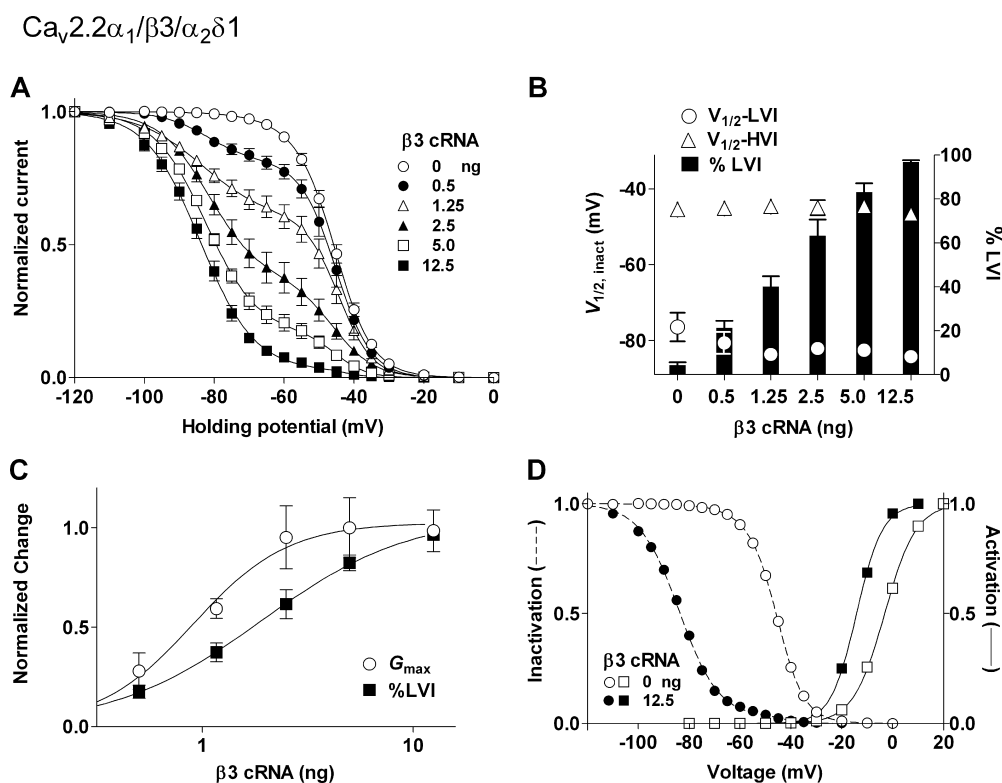 Cav2.2α1/β3/α2δ1
A
Normalized current
1.0
0.5
0.0
-120
-100
-80
-60
-40
-20
0
Holding potential (mV)
β3 cRNA
0 ng
0.5
1.25
2.5
5.0
12.5
B
V1/2-LVI
V1/2-HVI
% LVI
V1/2, inact (mV)
-40
-60
-80
100
80
60
40
20
0
% LVI
0
0.5
1.25
2.5
5.0
12.5
β3 cRNA (ng)
C
Normalized Change
1.0
0.5
0.0
1
10
β3 cRNA (ng)
Gmax
%LVI
D
Inactivation (----)
1.0
0.5
0.0
β3 cRNA
0 ng
12.5
-100
-80
-60
-40
-20
0
20
Voltage (mV)
1.0
0.5
0.0
Activation (——)